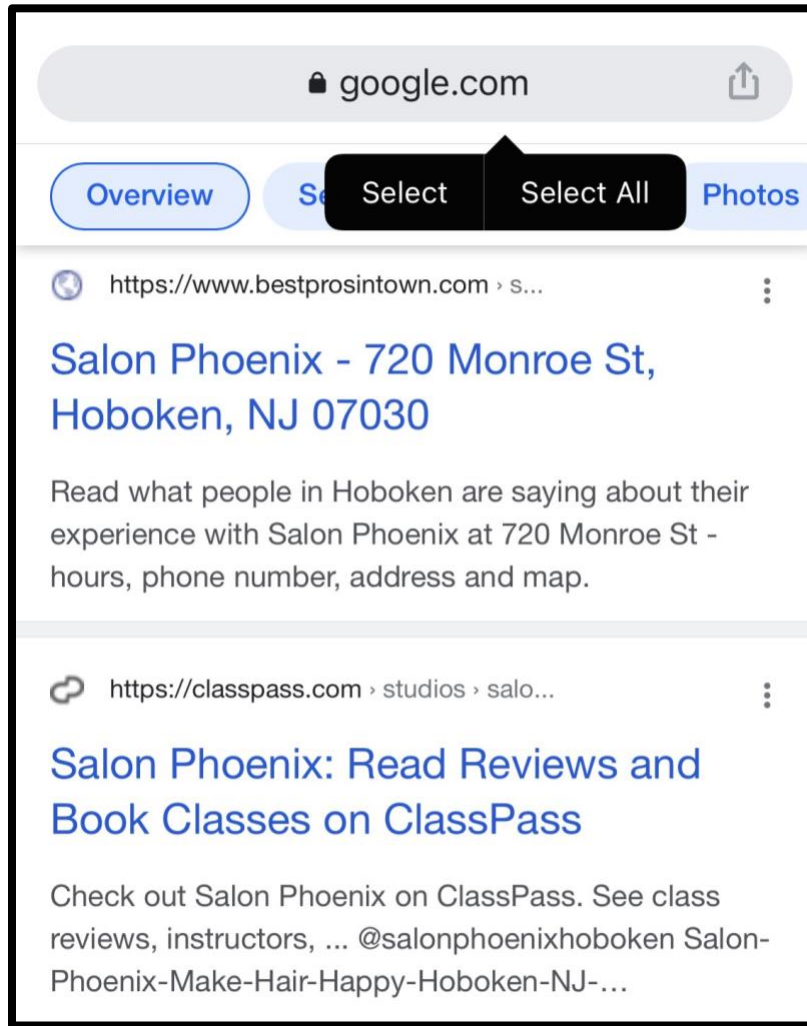 google.com
Overview Se Select Select All Photos
https://www.bestprosintown.com › s...
Salon Phoenix - 720 Monroe St,
Hoboken, NJ 07030
Read what people in Hoboken are saying about their
experience with Salon Phoenix at 720 Monroe St -
hours, phone number, address and map.
https://classpass.com › studios › salo...
Salon Phoenix: Read Reviews and
Book Classes on ClassPass
Check out Salon Phoenix on ClassPass. See class
reviews, instructors, ... @salonphoenixhoboken Salon-
Phoenix-Make-Hair-Happy-Hoboken-NJ-...